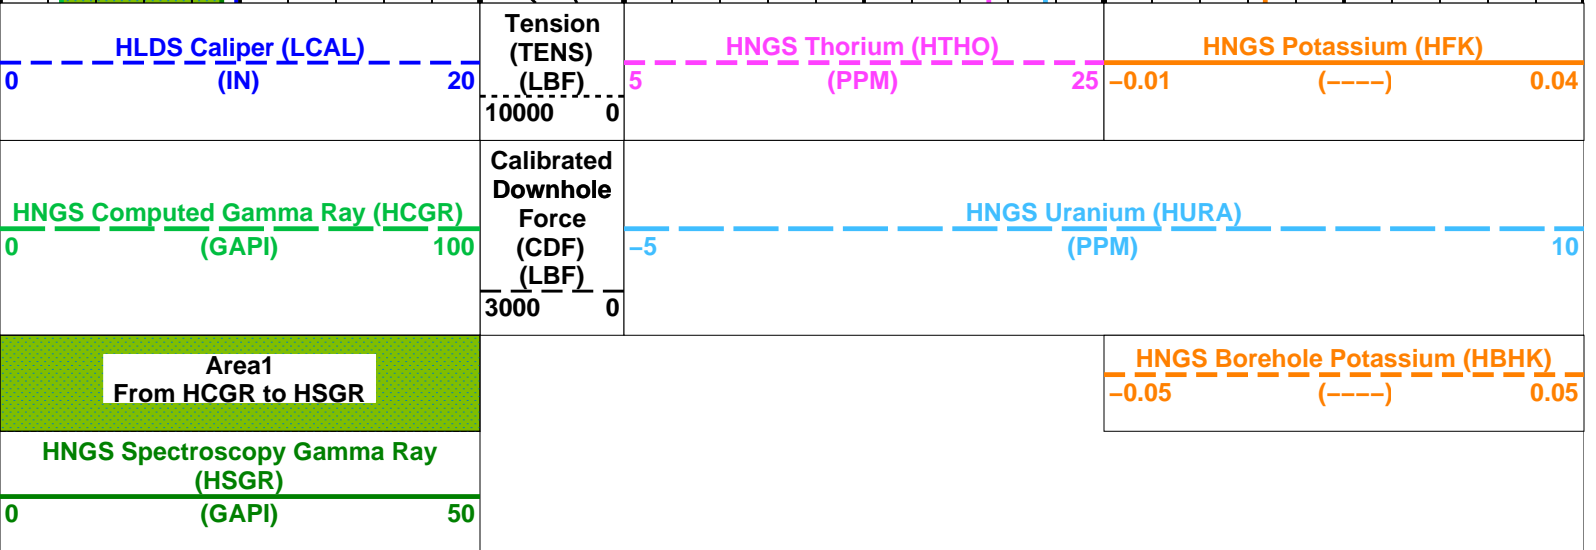 HLDS Caliper (LCAL)
0 (IN) 20
Tension
(TENS)
(LBF)
10000 0
HNGS Thorium (HTHO)
5 (PPM) 25
HNGS Potassium (HFK)
−0.01 (−−−−) 0.04
HNGS Computed Gamma Ray (HCGR)
0 (GAPI) 100
Calibrated
Downhole
Force
(CDF)
(LBF)
3000 0
HNGS Uranium (HURA)
−5 (PPM) 10
Area1
From HCGR to HSGR
HNGS Borehole Potassium (HBHK)
−0.05 (−−−−) 0.05
HNGS Spectroscopy Gamma Ray
(HSGR)
0 (GAPI) 50